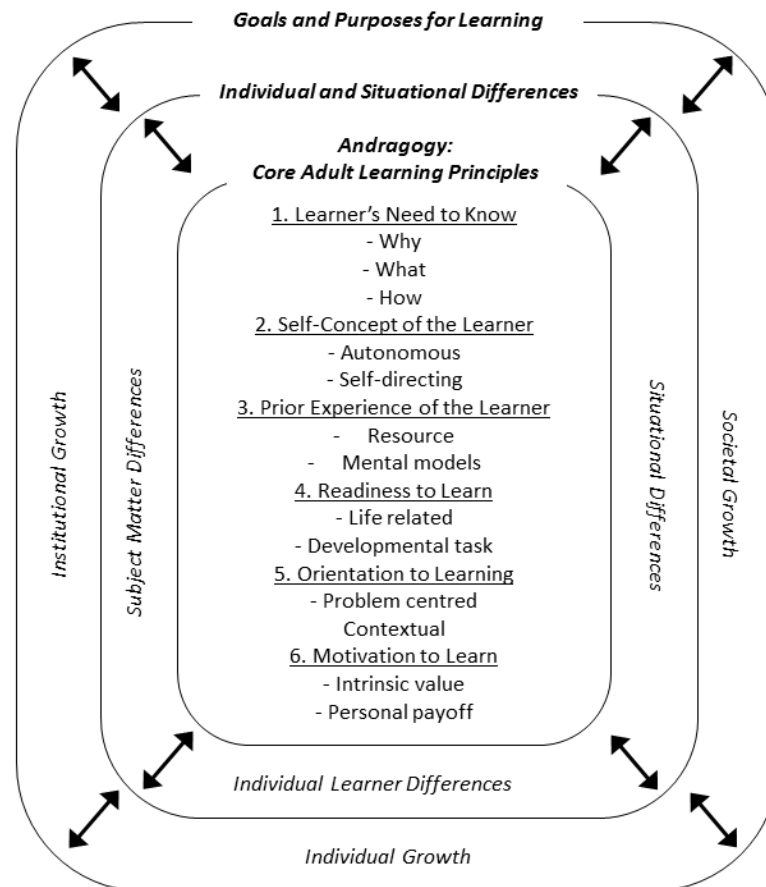 Goals and Purposes for Learning
Individual and Situational Differences
Andragogy:
Core Adult Learning Principles
1. Learner’s Need to Know
- Why
- What
- How
2. Self-Concept of the Learner
- Autonomous
- Self-directing
3. Prior Experience of the Learner
- Resource
- Mental models
4. Readiness to Learn
- Life related
- Developmental task
5. Orientation to Learning
- Problem centred
Contextual
6. Motivation to Learn
- Intrinsic value
- Personal payoff
Institutional Growth
Subject Matter Differences
Situational Differences
Societal Growth
Individual Learner Differences
Individual Growth